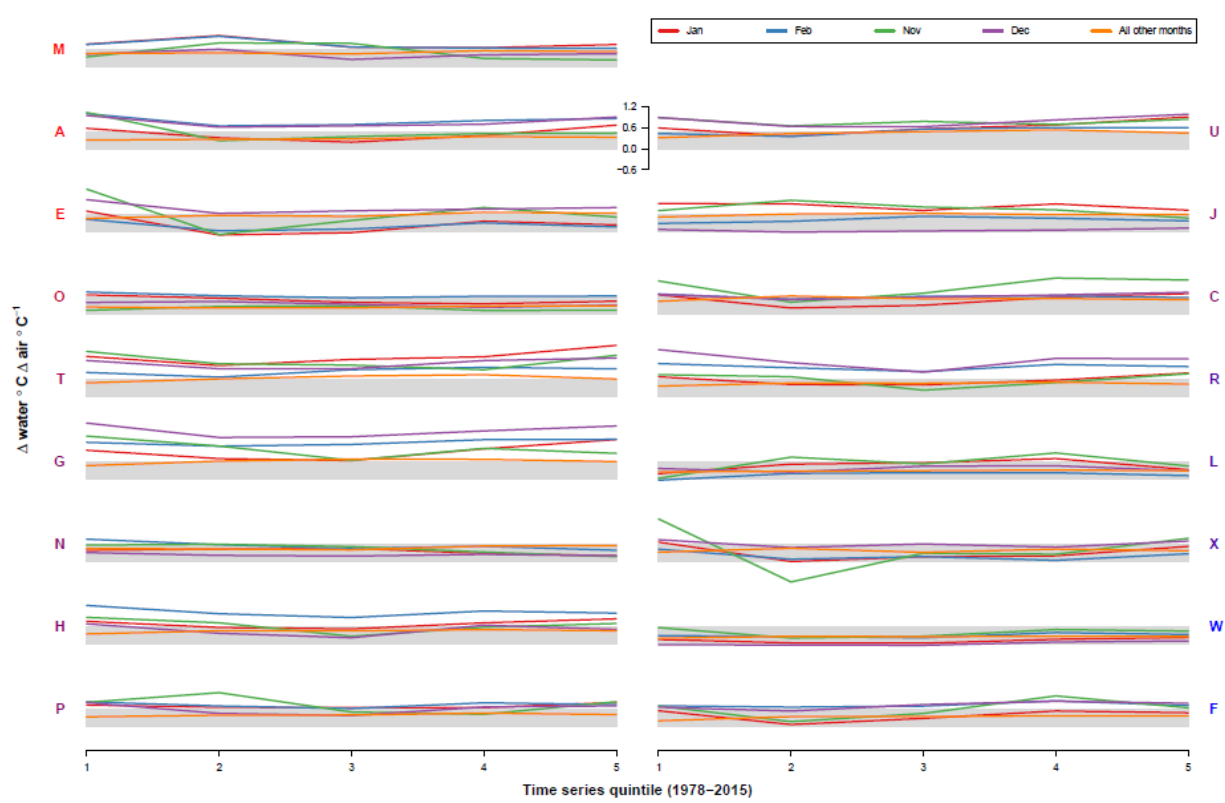 Jan Feb Nov Dec All other months
M
A
1.2
0.6
0.0
−0.6
U
E
J
O
C
T
R
G
L
N
X
H
W
P
F
Δ water ° C Δ air ° C⁻¹
1 2 3 4 5
1 2 3 4 5
Time series quintile (1978−2015)